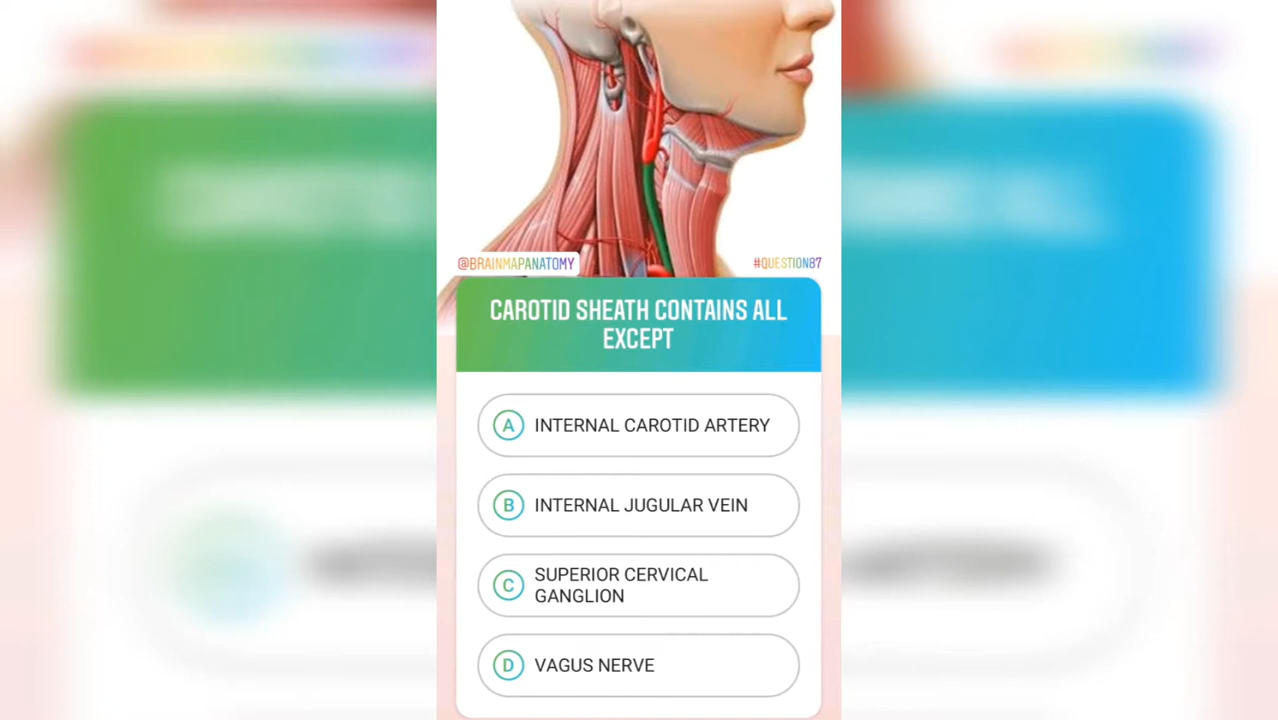 @BRAINMAPANATOMY
#QUESTION87
CAROTID SHEATH CONTAINS ALL
EXCEPT
A INTERNAL CAROTID ARTERY
B INTERNAL JUGULAR VEIN
C SUPERIOR CERVICAL
GANGLION
D VAGUS NERVE